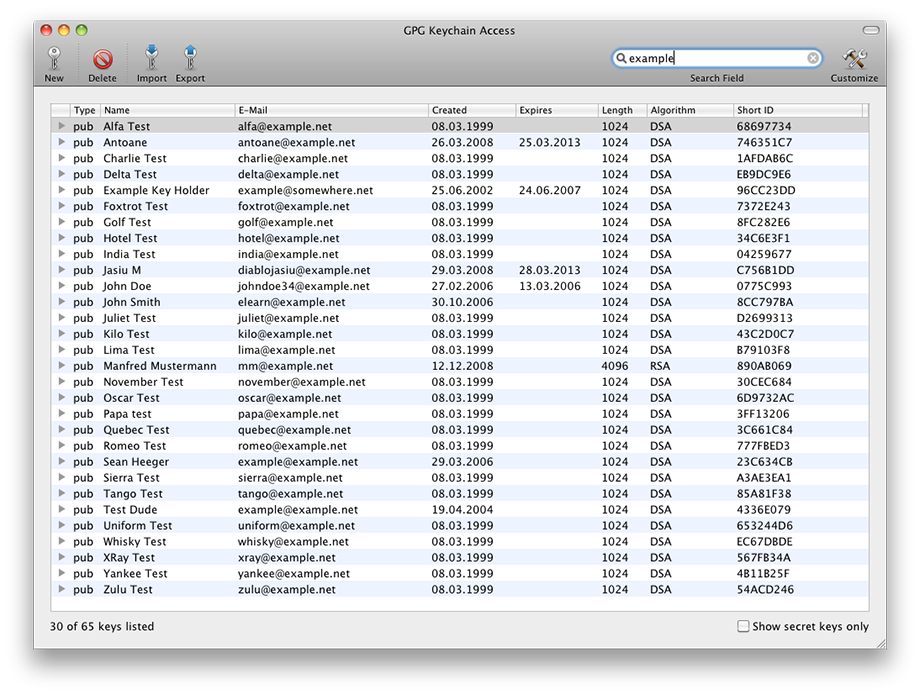 GPG Keychain Access
New Delete Import Export example Search Field Customize
Type Name E-Mail Created Expires Length Algorithm Short ID
pub Alfa Test alfa@example.net 08.03.1999 1024 DSA 68697734
pub Antoane antoane@example.net 26.03.2008 25.03.2013 1024 DSA 746351C7
pub Charlie Test charlie@example.net 08.03.1999 1024 DSA 1AFDAB6C
pub Delta Test delta@example.net 08.03.1999 1024 DSA EB9DC9E6
pub Example Key Holder example@somewhere.net 25.06.2002 24.06.2007 1024 DSA 96CC23DD
pub Foxtrot Test foxtrot@example.net 08.03.1999 1024 DSA 7372E243
pub Golf Test golf@example.net 08.03.1999 1024 DSA 8FC282E6
pub Hotel Test hotel@example.net 08.03.1999 1024 DSA 34C6E3F1
pub India Test india@example.net 08.03.1999 1024 DSA 04259677
pub Jasiu M diablojasiu@example.net 29.03.2008 28.03.2013 1024 DSA C756B1DD
pub John Doe johndoe34@example.net 27.02.2006 13.03.2006 1024 DSA 0775C993
pub John Smith elearn@example.net 30.10.2006 1024 DSA 8CC797BA
pub Juliet Test juliet@example.net 08.03.1999 1024 DSA D2699313
pub Kilo Test kilo@example.net 08.03.1999 1024 DSA 43C2D0C7
pub Lima Test lima@example.net 08.03.1999 1024 DSA B79103F8
pub Manfred Mustermann mm@example.net 12.12.2008 4096 RSA 890AB069
pub November Test november@example.net 08.03.1999 1024 DSA 30CEC684
pub Oscar Test oscar@example.net 08.03.1999 1024 DSA 6D9732AC
pub Papa test papa@example.net 08.03.1999 1024 DSA 3FF13206
pub Quebec Test quebec@example.net 08.03.1999 1024 DSA 3C661C84
pub Romeo Test romeo@example.net 08.03.1999 1024 DSA 777FBED3
pub Sean Heeger example@example.net 29.03.2006 1024 DSA 23C634CB
pub Sierra Test sierra@example.net 08.03.1999 1024 DSA A3AE3EA1
pub Tango Test tango@example.net 08.03.1999 1024 DSA 85A81F38
pub Test Dude example@example.net 19.04.2004 1024 DSA 4336E079
pub Uniform Test uniform@example.net 08.03.1999 1024 DSA 653244D6
pub Whisky Test whisky@example.net 08.03.1999 1024 DSA EC67DBDE
pub XRay Test xray@example.net 08.03.1999 1024 DSA 567FB34A
pub Yankee Test yankee@example.net 08.03.1999 1024 DSA 4B11B25F
pub Zulu Test zulu@example.net 08.03.1999 1024 DSA 54ACD246
30 of 65 keys listed Show secret keys only